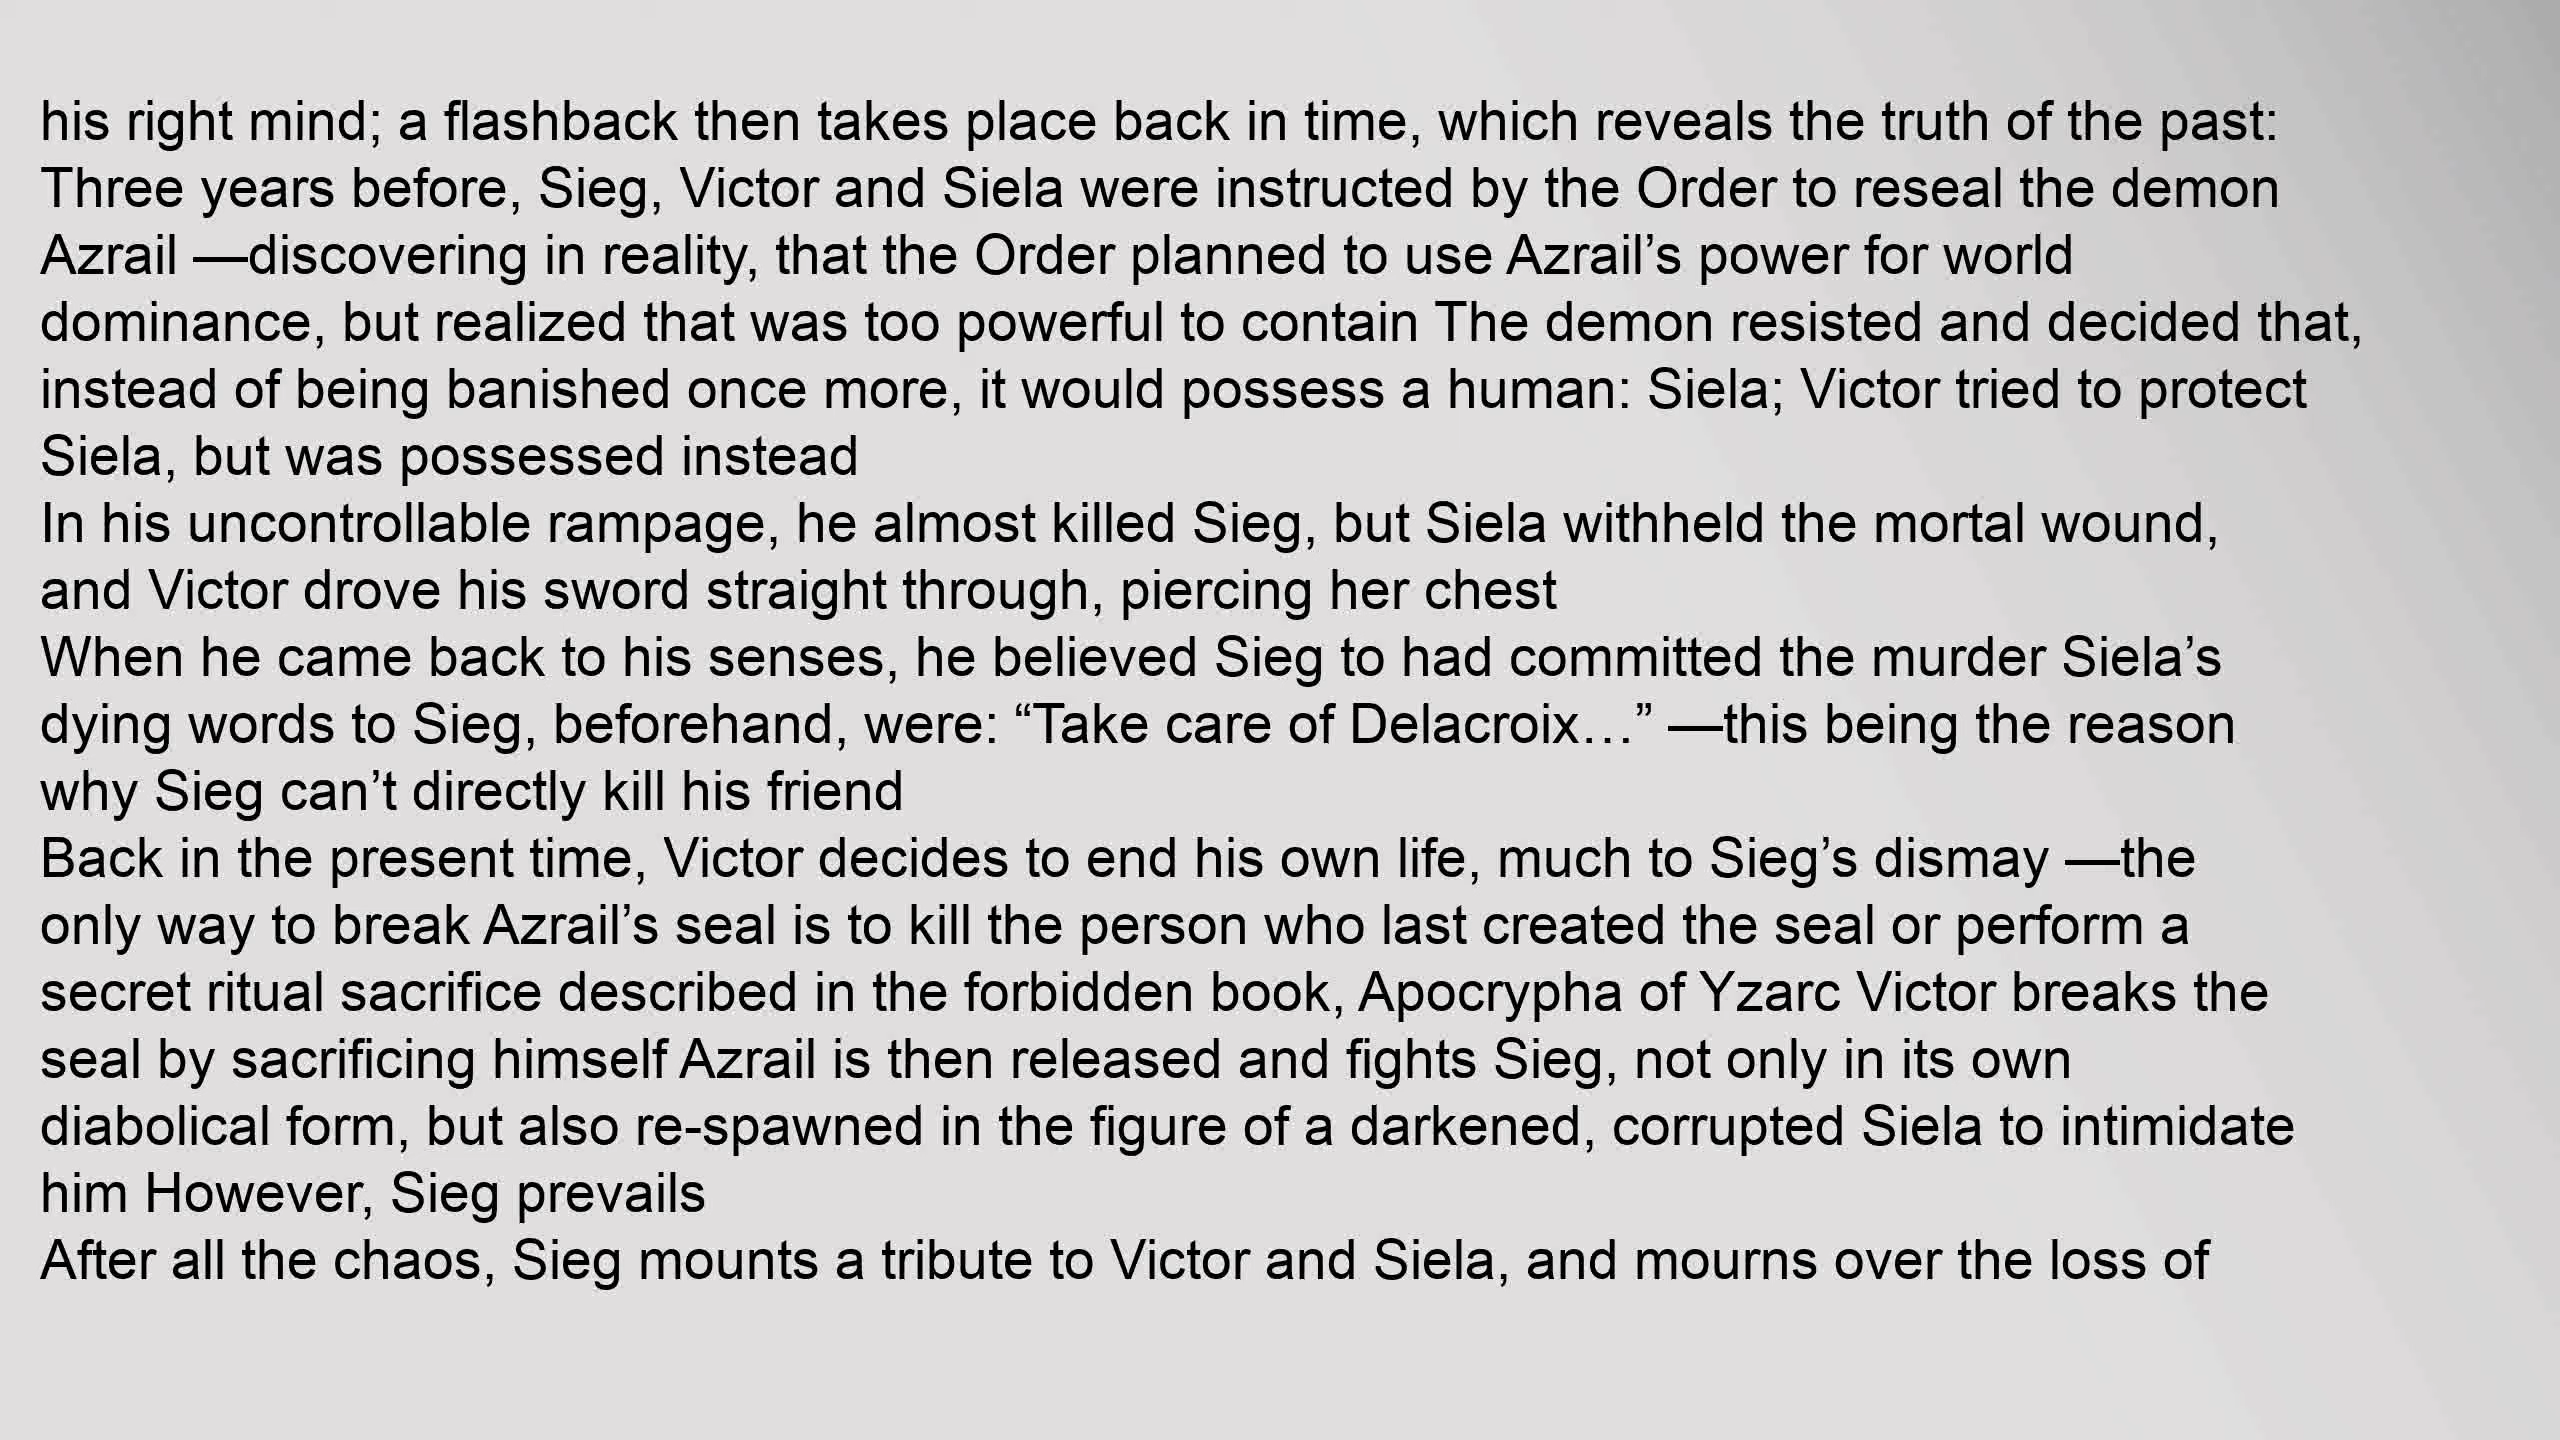 his right mind; a flashback then takes place back in time, which reveals the truth of the past:
Three years before, Sieg, Victor and Siela were instructed by the Order to reseal the demon
Azrail —discovering in reality, that the Order planned to use Azrail’s power for world
dominance, but realized that was too powerful to contain The demon resisted and decided that,
instead of being banished once more, it would possess a human: Siela; Victor tried to protect
Siela, but was possessed instead
In his uncontrollable rampage, he almost killed Sieg, but Siela withheld the mortal wound,
and Victor drove his sword straight through, piercing her chest
When he came back to his senses, he believed Sieg to had committed the murder Siela’s
dying words to Sieg, beforehand, were: “Take care of Delacroix…” —this being the reason
why Sieg can’t directly kill his friend
Back in the present time, Victor decides to end his own life, much to Sieg’s dismay —the
only way to break Azrail’s seal is to kill the person who last created the seal or perform a
secret ritual sacrifice described in the forbidden book, Apocrypha of Yzarc Victor breaks the
seal by sacrificing himself Azrail is then released and fights Sieg, not only in its own
diabolical form, but also re-spawned in the figure of a darkened, corrupted Siela to intimidate
him However, Sieg prevails
After all the chaos, Sieg mounts a tribute to Victor and Siela, and mourns over the loss of